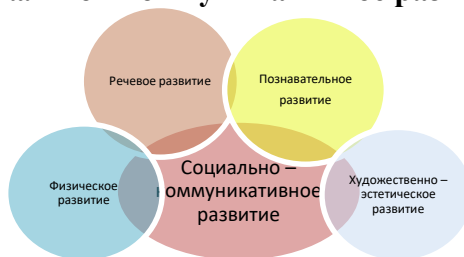 Речевое развитие
Познавательное
развитие
Физическое
развитие
Социально –
коммуникативное
развитие
Художественно –
эстетическое
развитие